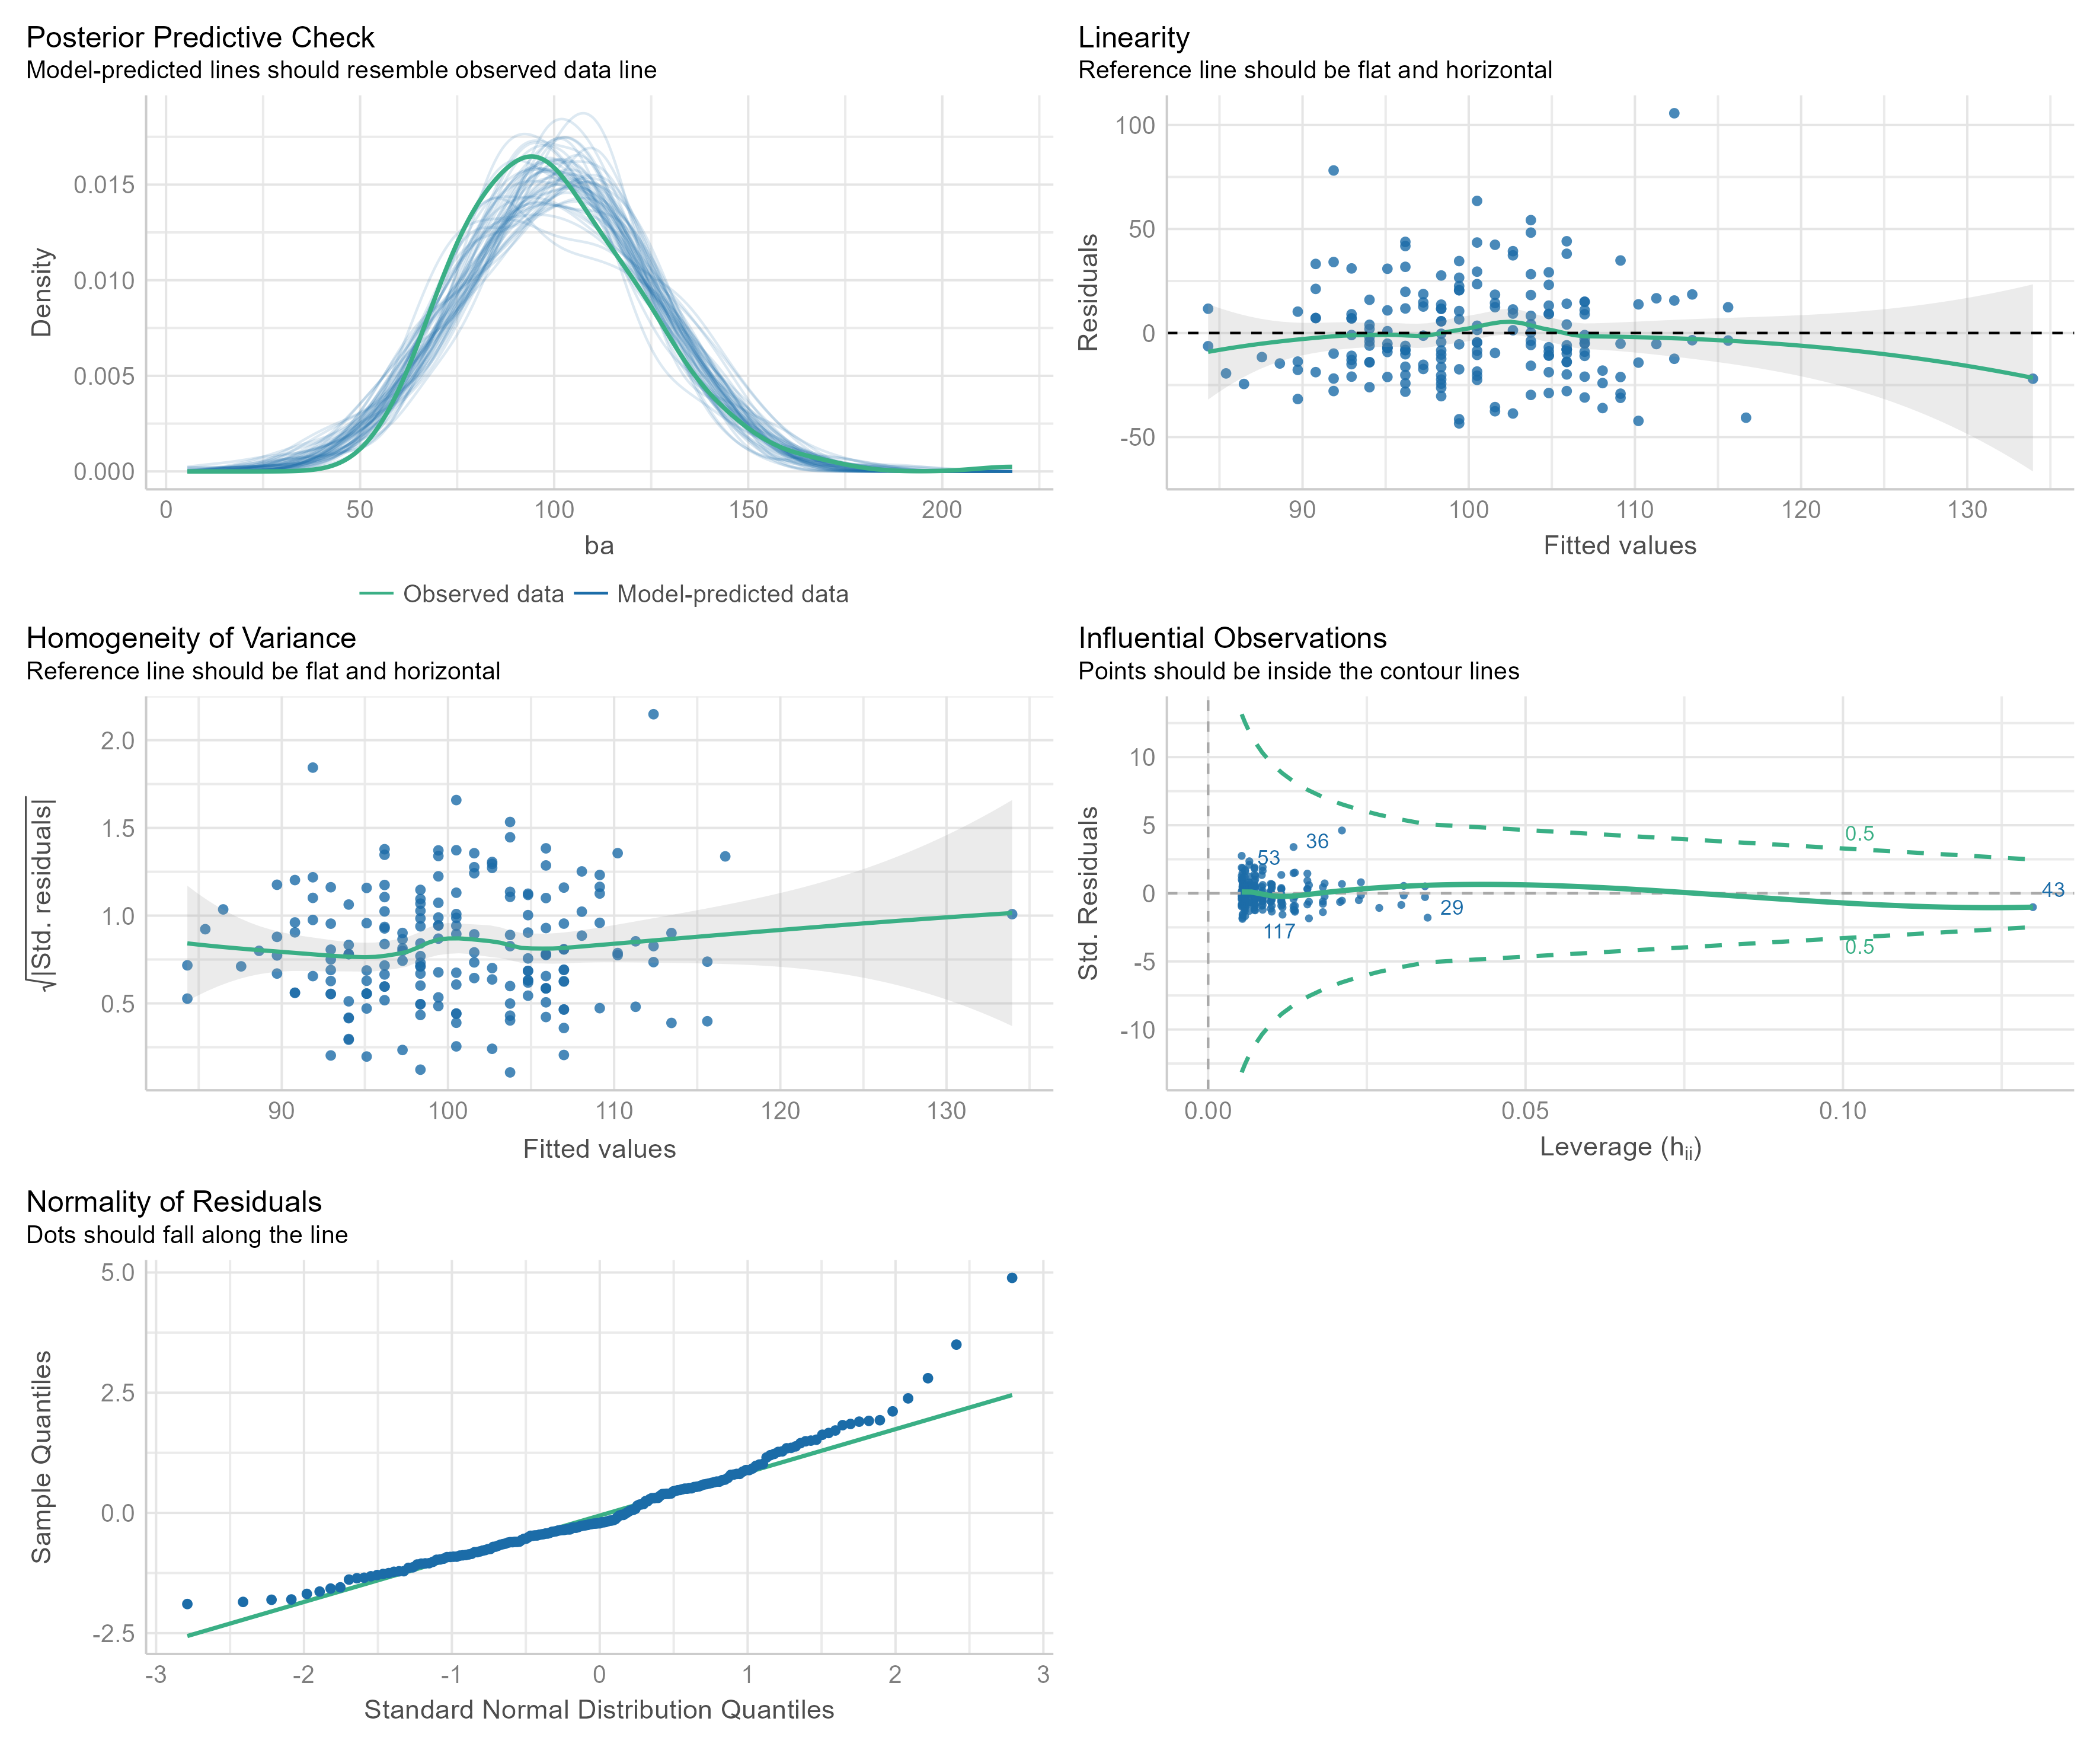 Posterior Predictive Check
Model-predicted lines should resemble observed data line
0.015
0.010
0.005
0.000
Density
0 50 100 150 200
ba
Observed data Model-predicted data
Linearity
Reference line should be flat and horizontal
100
50
0
-50
Residuals
90 100 110 120 130
Fitted values
Homogeneity of Variance
Reference line should be flat and horizontal
2.0
1.5
1.0
0.5
√|Std. residuals|
90 100 110 120 130
Fitted values
Influential Observations
Points should be inside the contour lines
10
5
0
-5
-10
Std. Residuals
36
53
0.5
43
29
117
0.5
0.00 0.05 0.10
Leverage (hii)
Normality of Residuals
Dots should fall along the line
5.0
2.5
0.0
-2.5
Sample Quantiles
-3 -2 -1 0 1 2 3
Standard Normal Distribution Quantiles